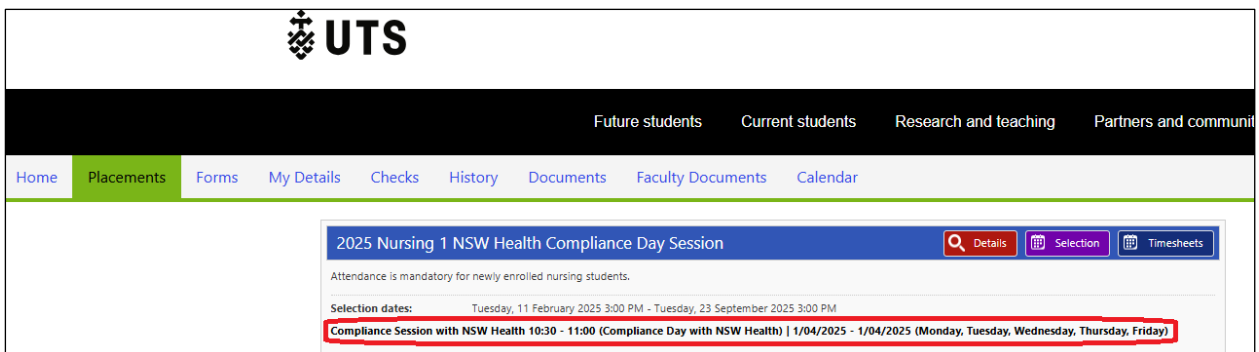 UTS
Future students Current students Research and teaching Partners and communit
Home Placements Forms My Details Checks History Documents Faculty Documents Calendar
2025 Nursing 1 NSW Health Compliance Day Session Details Selection Timesheets
Attendance is mandatory for newly enrolled nursing students.
Selection dates: Tuesday, 11 February 2025 3:00 PM - Tuesday, 23 September 2025 3:00 PM
Compliance Session with NSW Health 10:30 - 11:00 (Compliance Day with NSW Health) | 1/04/2025 - 1/04/2025 (Monday, Tuesday, Wednesday, Thursday, Friday)